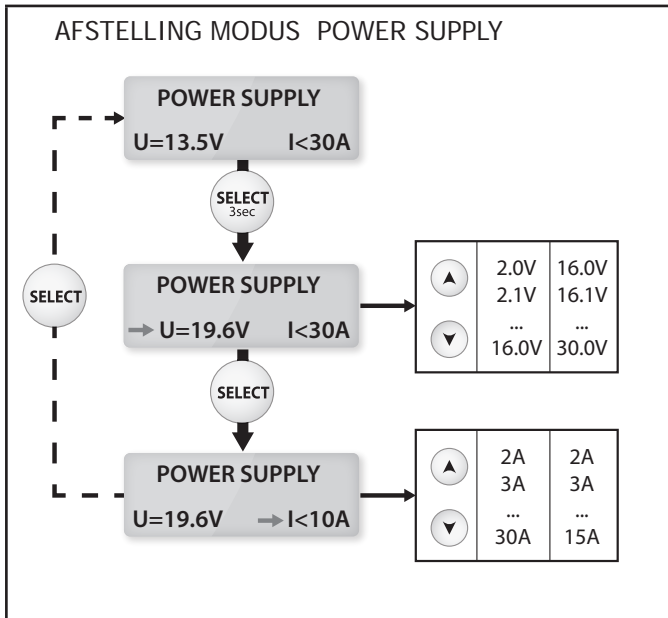 AFSTELLING MODUS POWER SUPPLY
POWER SUPPLY
U=13.5V I<30A
SELECT
3sec
SELECT
POWER SUPPLY
U=19.6V I<30A
2.0V 16.0V
2.1V 16.1V
... ...
16.0V 30.0V
SELECT
POWER SUPPLY
U=19.6V I<10A
2A 2A
3A 3A
... ...
30A 15A